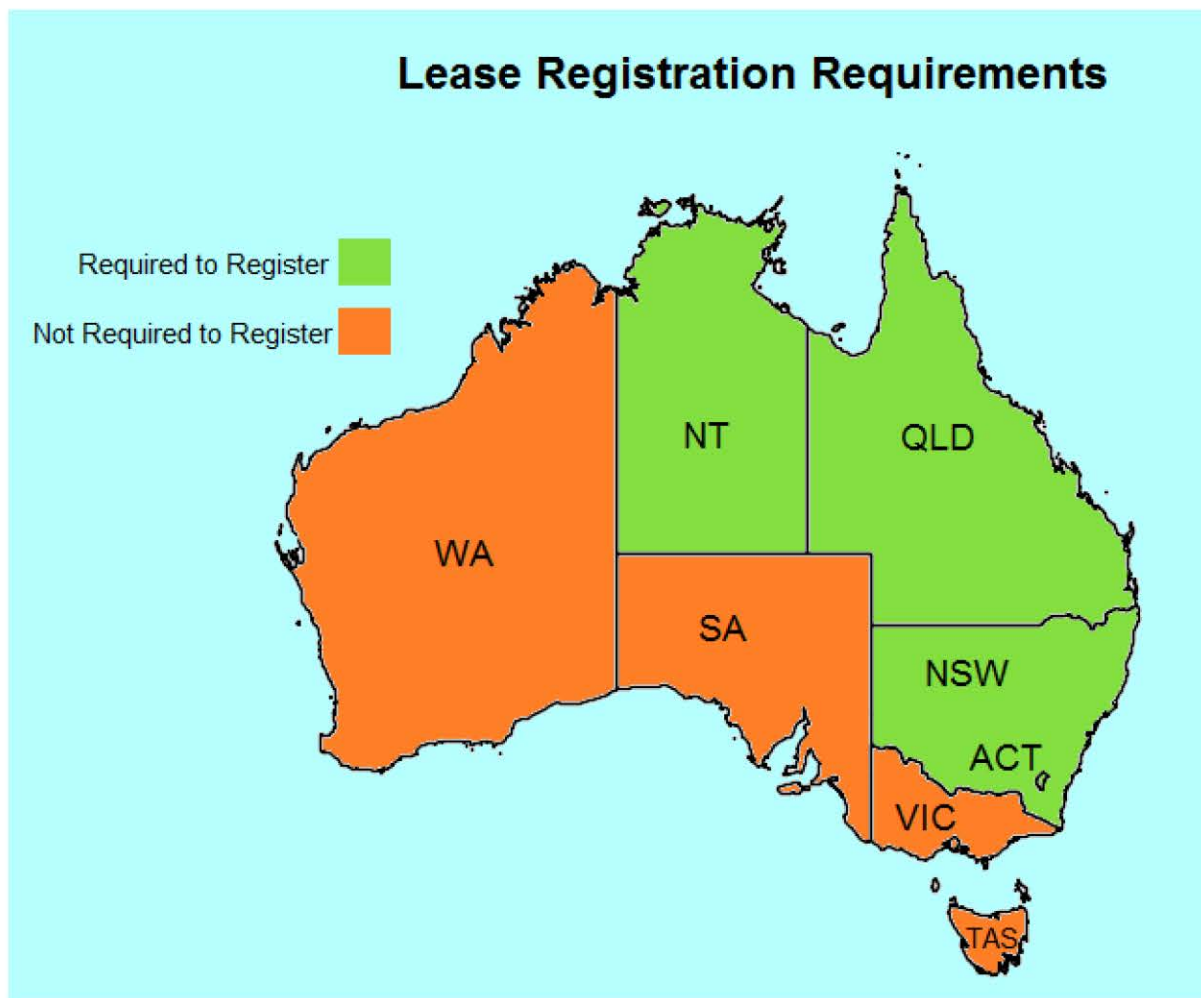 Lease Registration Requirements
Required to Register
Not Required to Register
NT
QLD
WA
SA
NSW
ACT
VIC
TAS